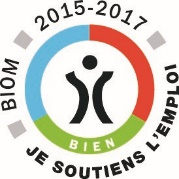 BIOM 2015-2017
BIEN
JE SOUTIENS L'EMPLOI